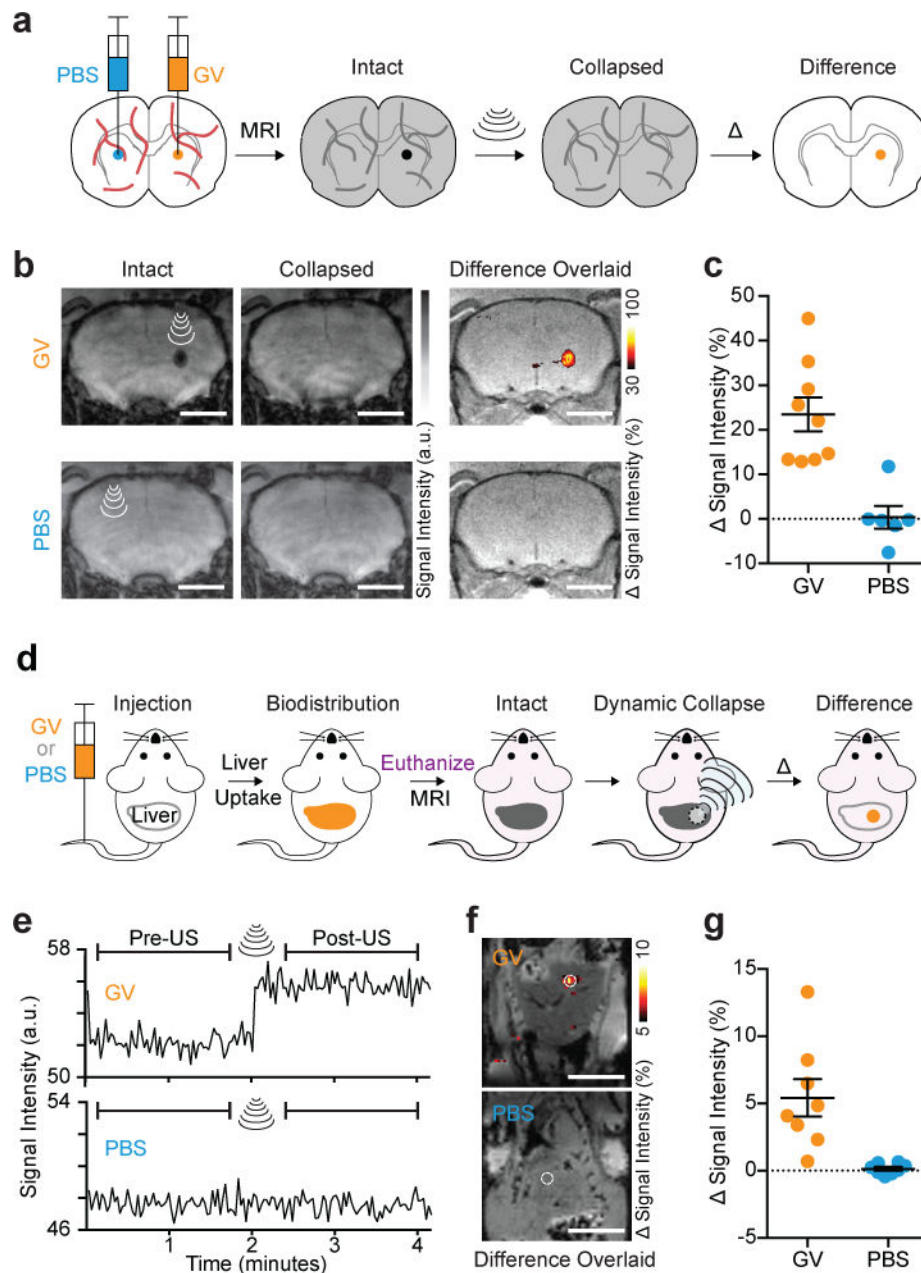 a
PBS
GV
MRI
Intact
Collapsed
Δ
Difference
b
Intact
Collapsed
Difference Overlaid
GV
PBS
Signal Intensity (a.u.)
100
30
Δ Signal Intensity (%)
c
Δ Signal Intensity (%)
50
40
30
20
10
0
-10
GV
PBS
d
GV
or
PBS
Injection
Liver
Liver
Uptake
Biodistribution
Euthanize
MRI
Intact
Dynamic Collapse
Δ
Difference
e
Signal Intensity (a.u.)
58
Pre-US
Post-US
GV
50
54
PBS
46
1
2
3
4
Time (minutes)
f
GV
PBS
10
5
Δ Signal Intensity (%)
Difference Overlaid
g
Δ Signal Intensity (%)
15
10
5
0
-5
GV
PBS